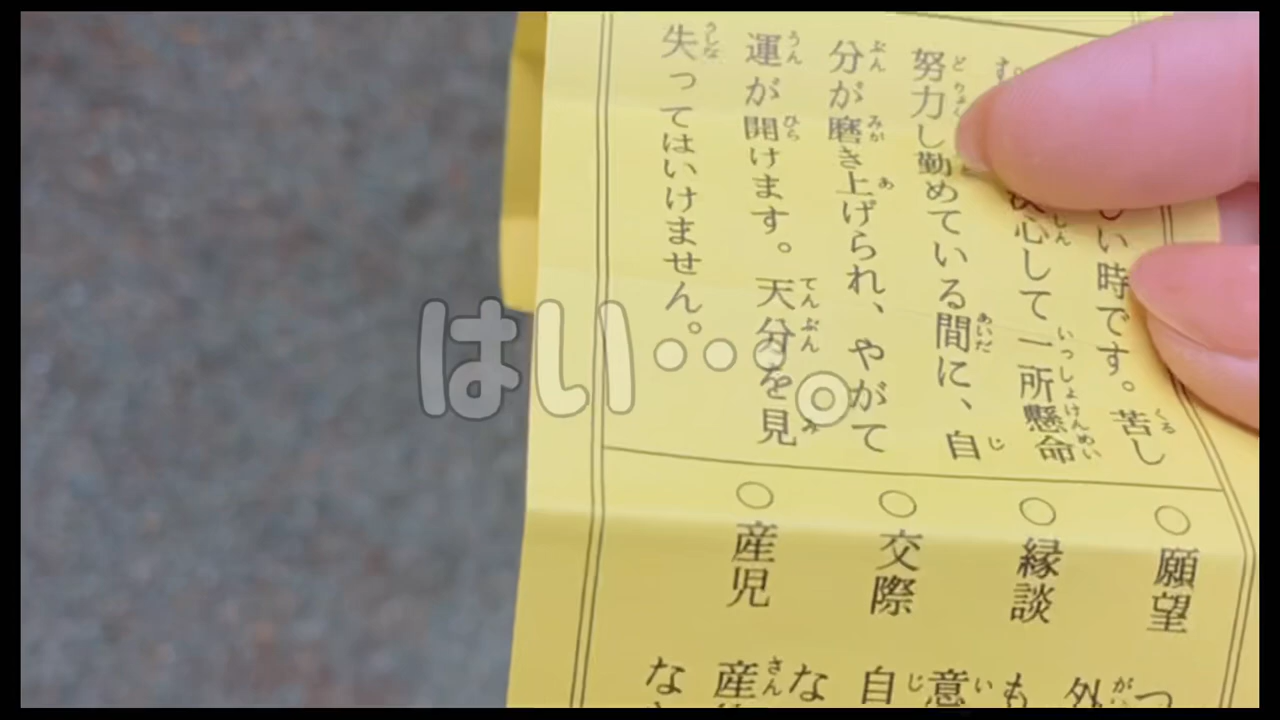 しい時です。苦し
決心して一所懸命
努力し勤めている間に、自
分が磨き上げられ、やがて
運が開けます。天分を見
失ってはいけません。
○願望
○縁談
○交際
○産児
はい…。